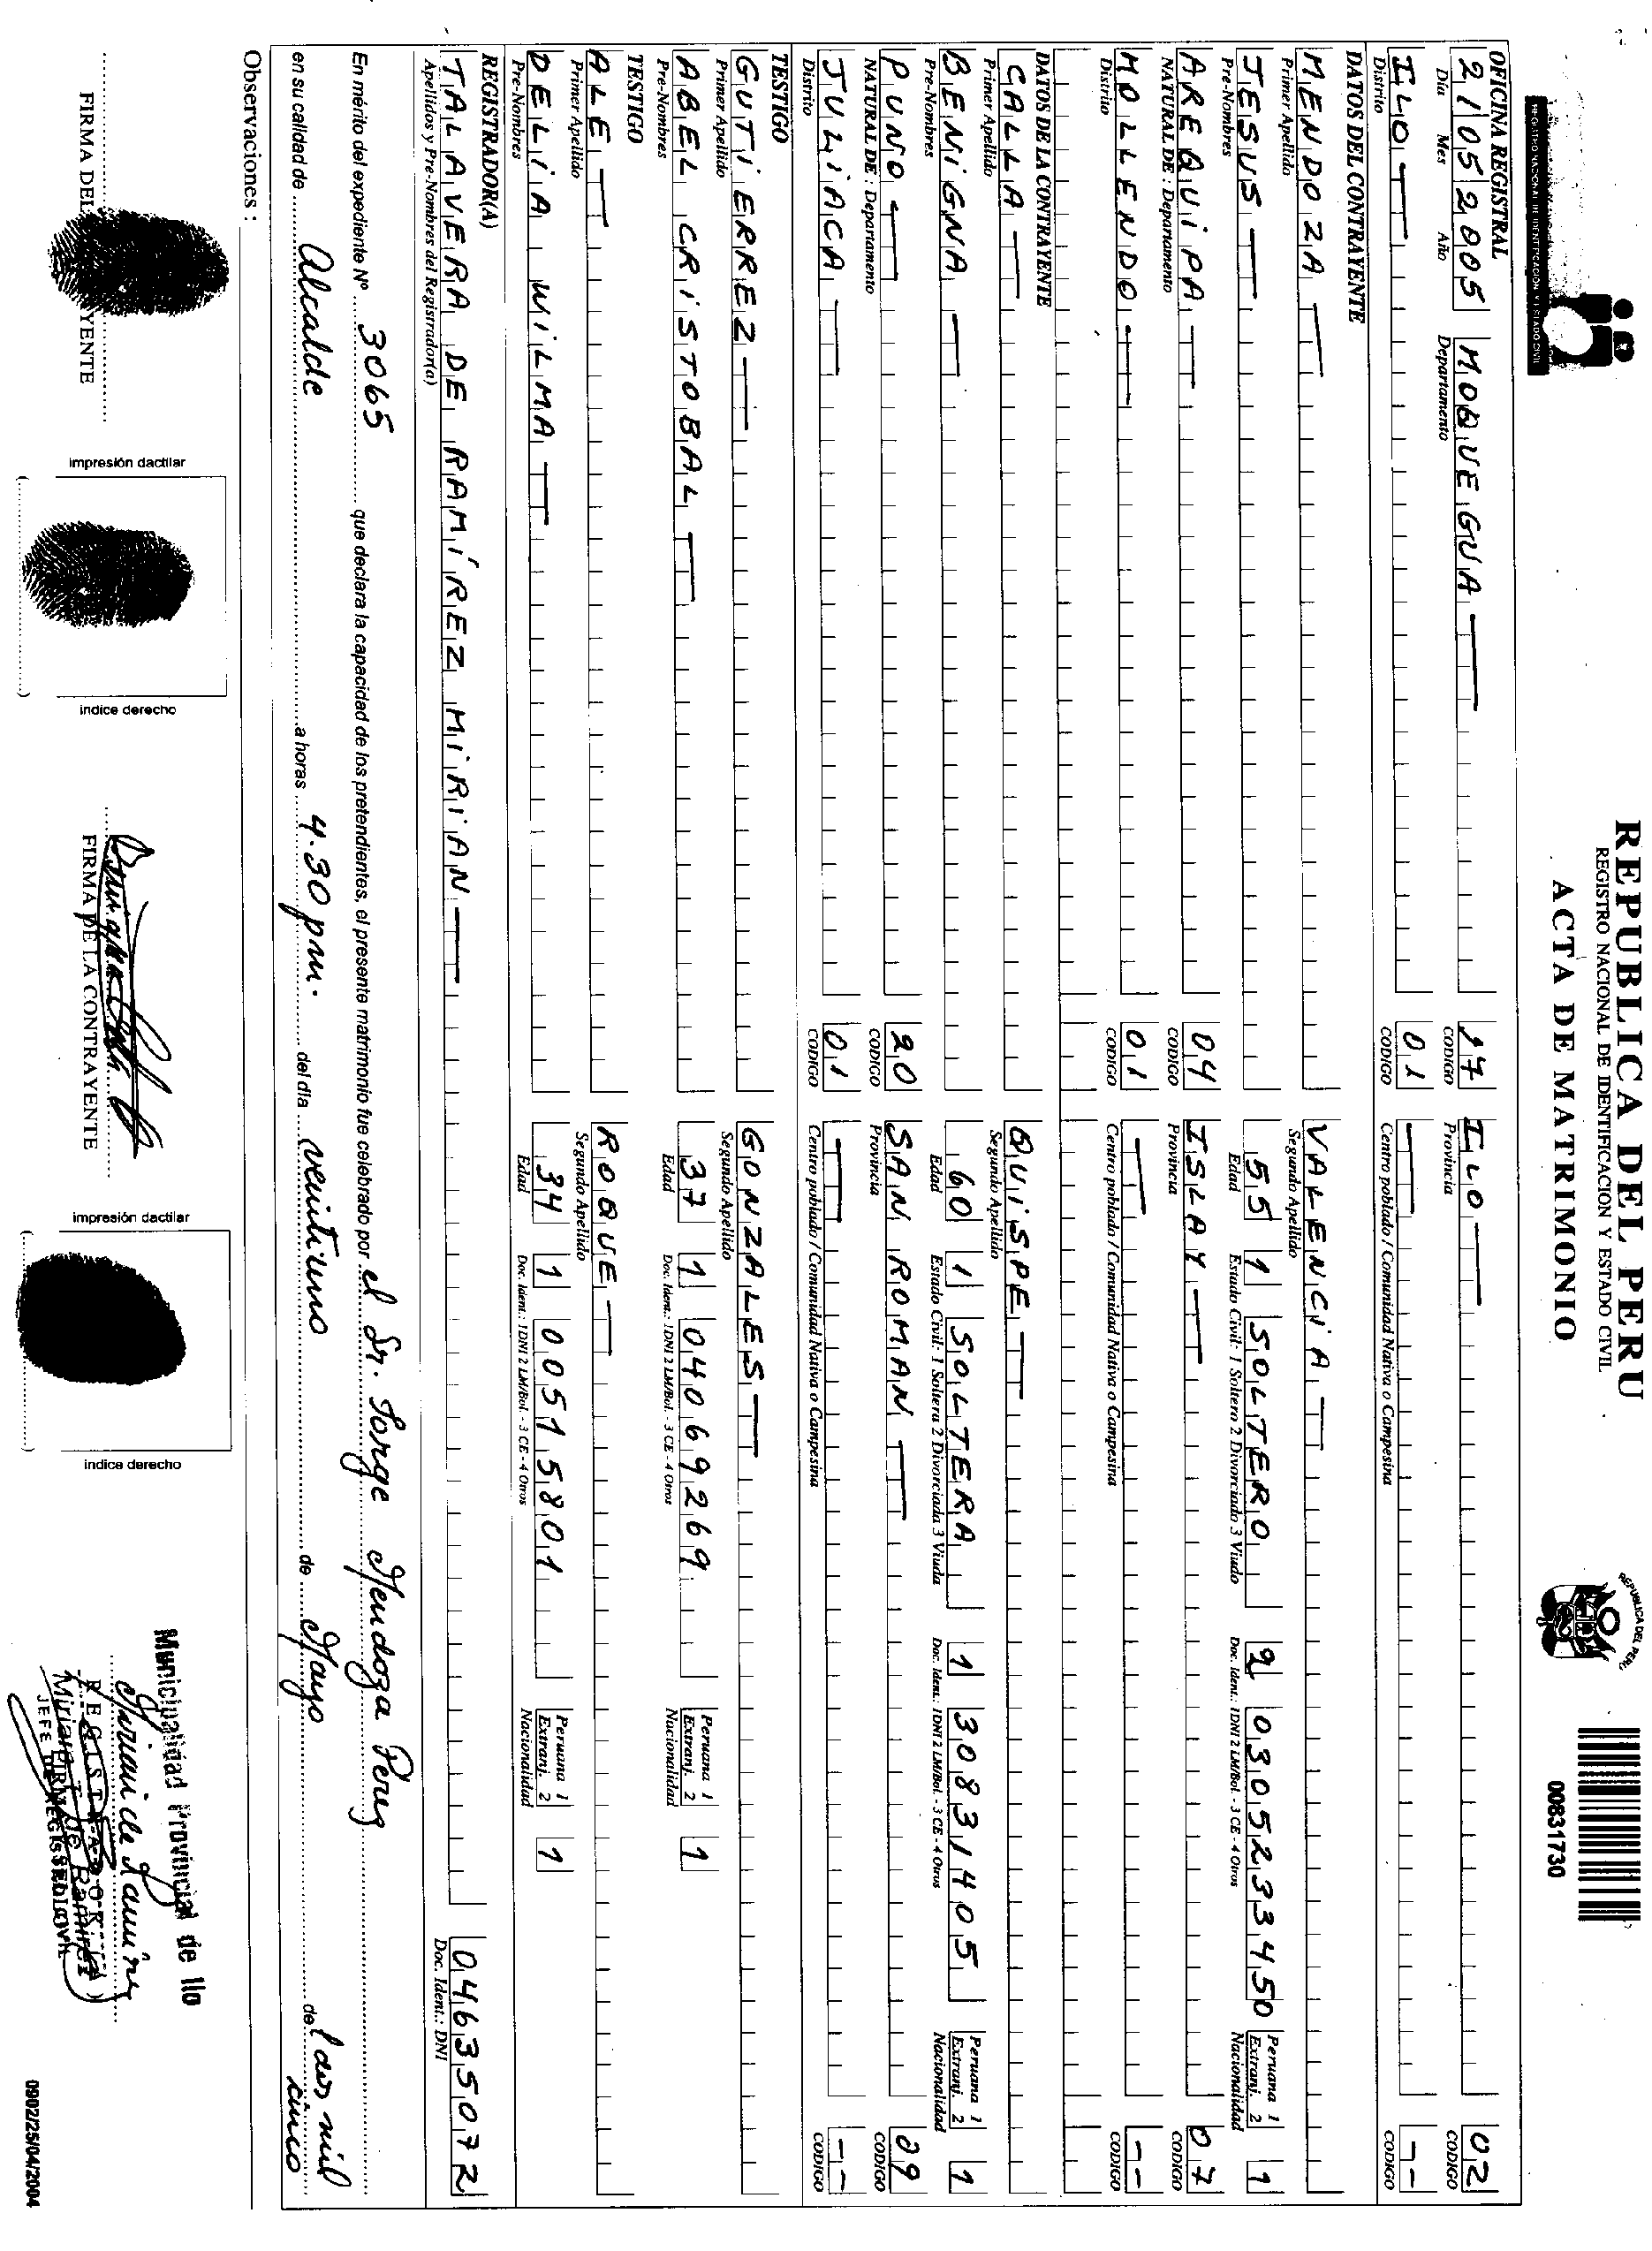 REPUBLICA DEL PERU
REGISTRO NACIONAL DE IDENTIFICACION Y ESTADO CIVIL
ACTA DE MATRIMONIO
REGISTRO NACIONAL DE IDENTIFICACION Y ESTADO CIVIL
REPUBLICA DEL PERU
00831730
OFICINA REGISTRAL
21 05 2005 MOQUEGUA 17 ILO 02
Día Mes Año Departamento CODIGO Provincia CODIGO
ILO 01 --
Distrito CODIGO Centro poblado / Comunidad Nativa o Campesina CODIGO
DATOS DEL CONTRAYENTE
MENDOZA VALENCIA
Primer Apellido Segundo Apellido
JESUS 55 1 SOLTERO 2 0305233450 Peruana 1 Extranj. 2 1
Pre-Nombres Edad Estado Civil: 1 Soltero 2 Divorciado 3 Viudo Doc. Ident.: 1DNI 2 LM/Bol. - 3 CE - 4 Otros Nacionalidad
AREQUIPA 04 ISLAY 07
NATURAL DE : Departamento CODIGO Provincia CODIGO
MOLLENDO 01 --
Distrito CODIGO Centro poblado / Comunidad Nativa o Campesina CODIGO
DATOS DE LA CONTRAYENTE
CALLA QUISPE
Primer Apellido Segundo Apellido
BENIGNA 60 1 SOLTERA 1 30831405 Peruana 1 Extranj. 2 1
Pre-Nombres Edad Estado Civil: 1 Soltera 2 Divorciada 3 Viuda Doc. Ident.: 1DNI 2 LM/Bol. - 3 CE - 4 Otros Nacionalidad
PUNO 20 SAN ROMAN 09
NATURAL DE : Departamento CODIGO Provincia CODIGO
JULIACA 01 --
Distrito CODIGO Centro poblado / Comunidad Nativa o Campesina CODIGO
TESTIGO
GUTIERREZ GONZALES
Primer Apellido Segundo Apellido
ABEL CRISTOBAL 37 1 04069269 Peruana 1 Extranj. 2 1
Pre-Nombres Edad Doc. Ident.: 1DNI 2 LM/Bol. - 3 CE - 4 Otros Nacionalidad
TESTIGO
ALE ROQUE
Primer Apellido Segundo Apellido
DELIA WILMA 34 1 00515801 Peruana 1 Extranj. 2 1
Pre-Nombres Edad Doc. Ident.: 1DNI 2 LM/Bol. - 3 CE - 4 Otros Nacionalidad
REGISTRADOR(A)
TALAVERA DE RAMÍREZ MIRIAN 04635072
Apellidos y Pre-Nombres del Registrador(a) Doc. Ident.: DNI
En mérito del expediente Nº 3065 que declara la capacidad de los pretendientes, el presente matrimonio fue celebrado por el Sr. Jorge Mendoza Perez
en su calidad de Alcalde a horas 4.30 pm. del día veintiuno de Mayo de dos mil cinco
Observaciones :
Municipalidad Provincial de Ilo
impresión dactilar
impresión dactilar
FIRMA DEL YENTE
FIRMA DE LA CONTRAYENTE
indice derecho
indice derecho
0902/25/04/2004